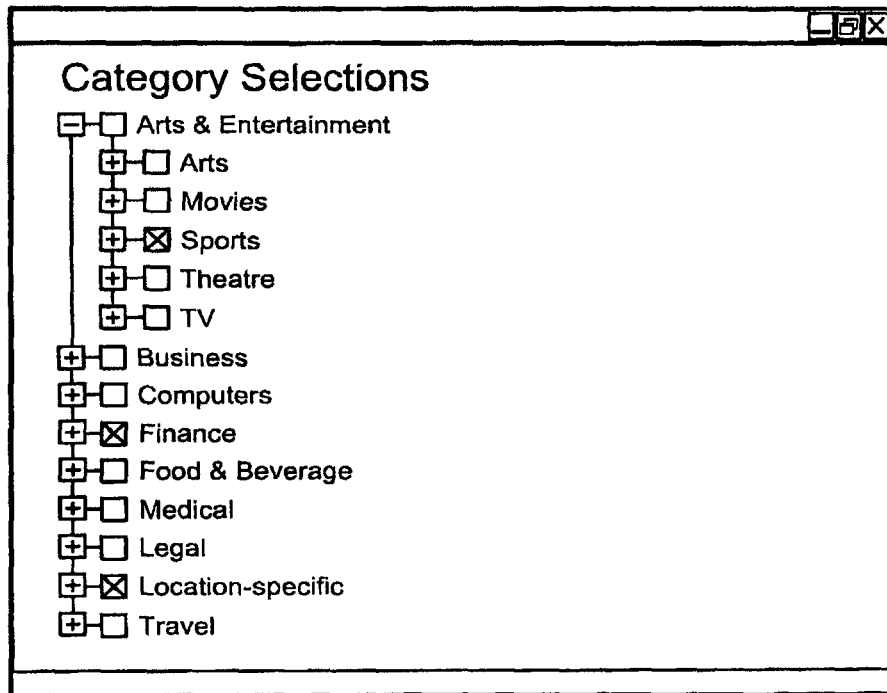 Category Selections
Arts & Entertainment
Arts
Movies
Sports
Theatre
TV
Business
Computers
Finance
Food & Beverage
Medical
Legal
Location-specific
Travel